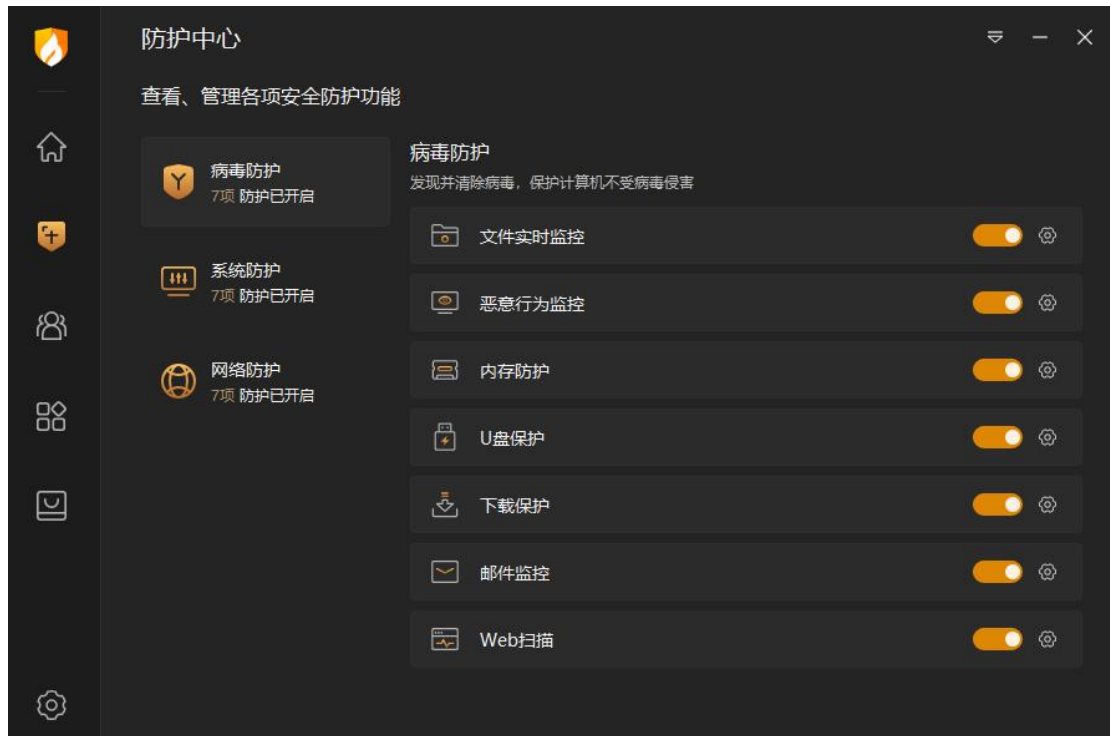 防护中心
查看、管理各项安全防护功能
病毒防护
7项 防护已开启
系统防护
7项 防护已开启
网络防护
7项 防护已开启
病毒防护
发现并清除病毒，保护计算机不受病毒侵害
文件实时监控
恶意行为监控
内存防护
U盘保护
下载保护
邮件监控
Web扫描